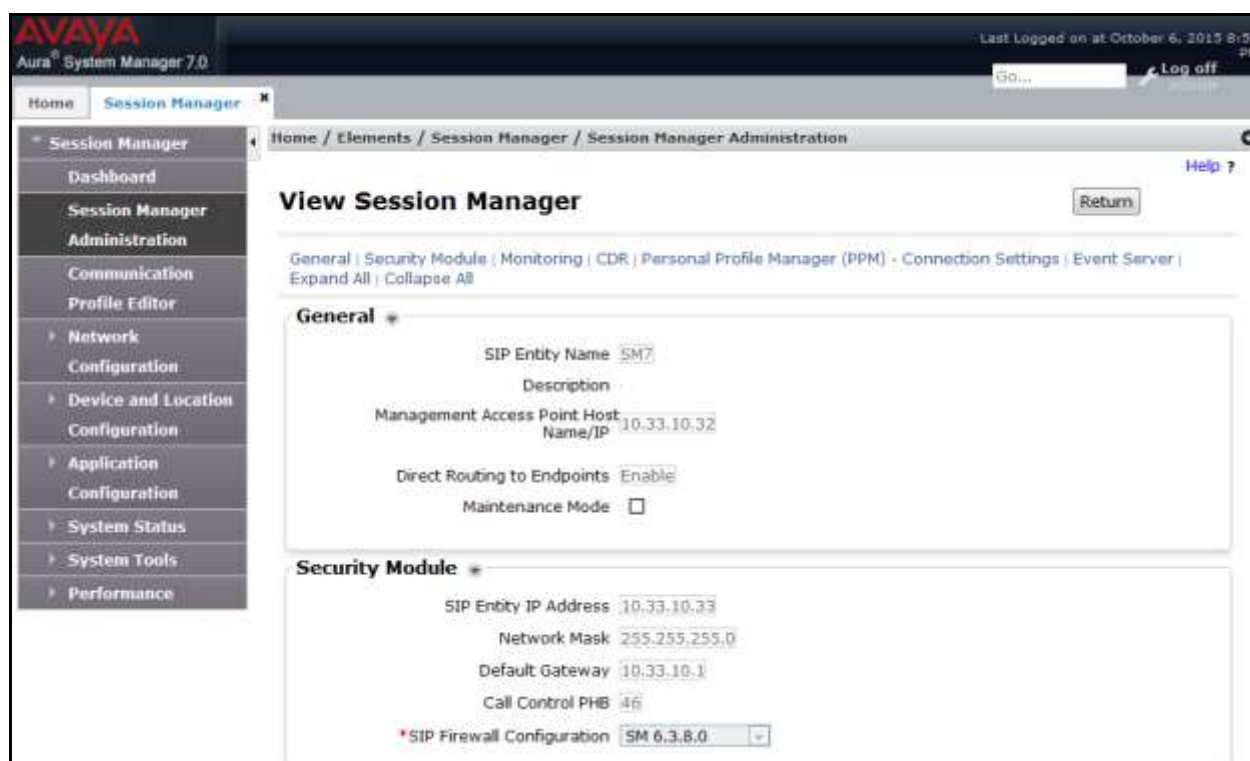 AVAYA
Aura® System Manager 7.0
Last Logged on at October 6, 2015 8:5
Go...
Log off
Home
Session Manager
Session Manager
Dashboard
Session Manager
Administration
Communication
Profile Editor
Network
Configuration
Device and Location
Configuration
Application
Configuration
System Status
System Tools
Performance
Home / Elements / Session Manager / Session Manager Administration
Help ?
View Session Manager
Return
General | Security Module | Monitoring | CDR | Personal Profile Manager (PPM) - Connection Settings | Event Server |
Expand All | Collapse All
General
SIP Entity Name SM7
Description
Management Access Point Host
Name/IP 10.33.10.32
Direct Routing to Endpoints Enable
Maintenance Mode
Security Module
SIP Entity IP Address 10.33.10.33
Network Mask 255.255.255.0
Default Gateway 10.33.10.1
Call Control PHB 46
*SIP Firewall Configuration SM 6.3.8.0